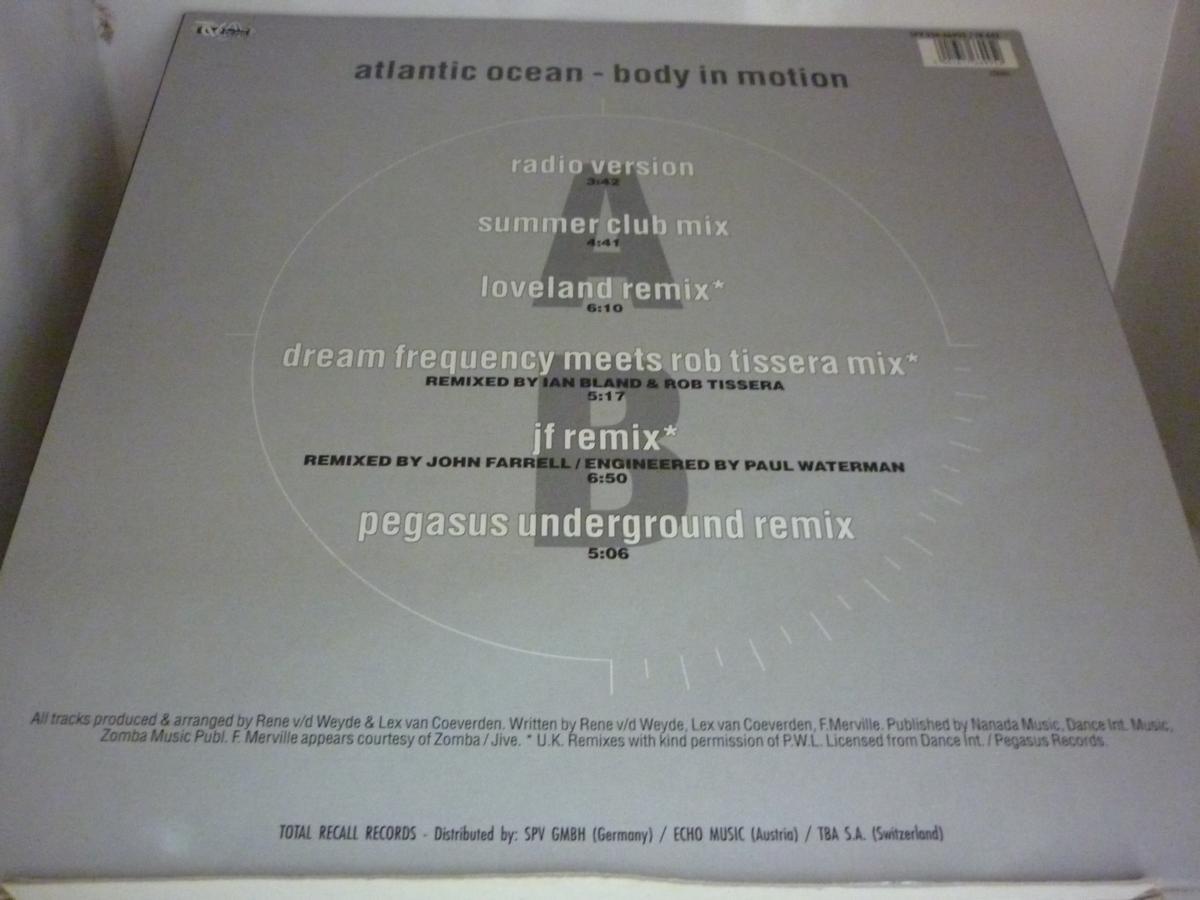 atlantic ocean - body in motion
A
radio version
3:42
summer club mix
4:41
loveland remix*
6:10
B
dream frequency meets rob tissera mix*
REMIXED BY IAN BLAND & ROB TISSERA
5:17
jf remix*
REMIXED BY JOHN FARRELL / ENGINEERED BY PAUL WATERMAN
6:50
pegasus underground remix
5:06
All tracks produced & arranged by Rene v/d Weyde & Lex van Coeverden. Written by Rene v/d Weyde, Lex van Coeverden, F.Merville. Published by Nanada Music, Dance Int. Music,
Zomba Music Publ. F. Merville appears courtesy of Zomba / Jive. * U.K. Remixes with kind permission of P.W.L. Licensed from Dance Int. / Pegasus Records.
TOTAL RECALL RECORDS - Distributed by: SPV GMBH (Germany) / ECHO MUSIC (Austria) / TBA S.A. (Switzerland)